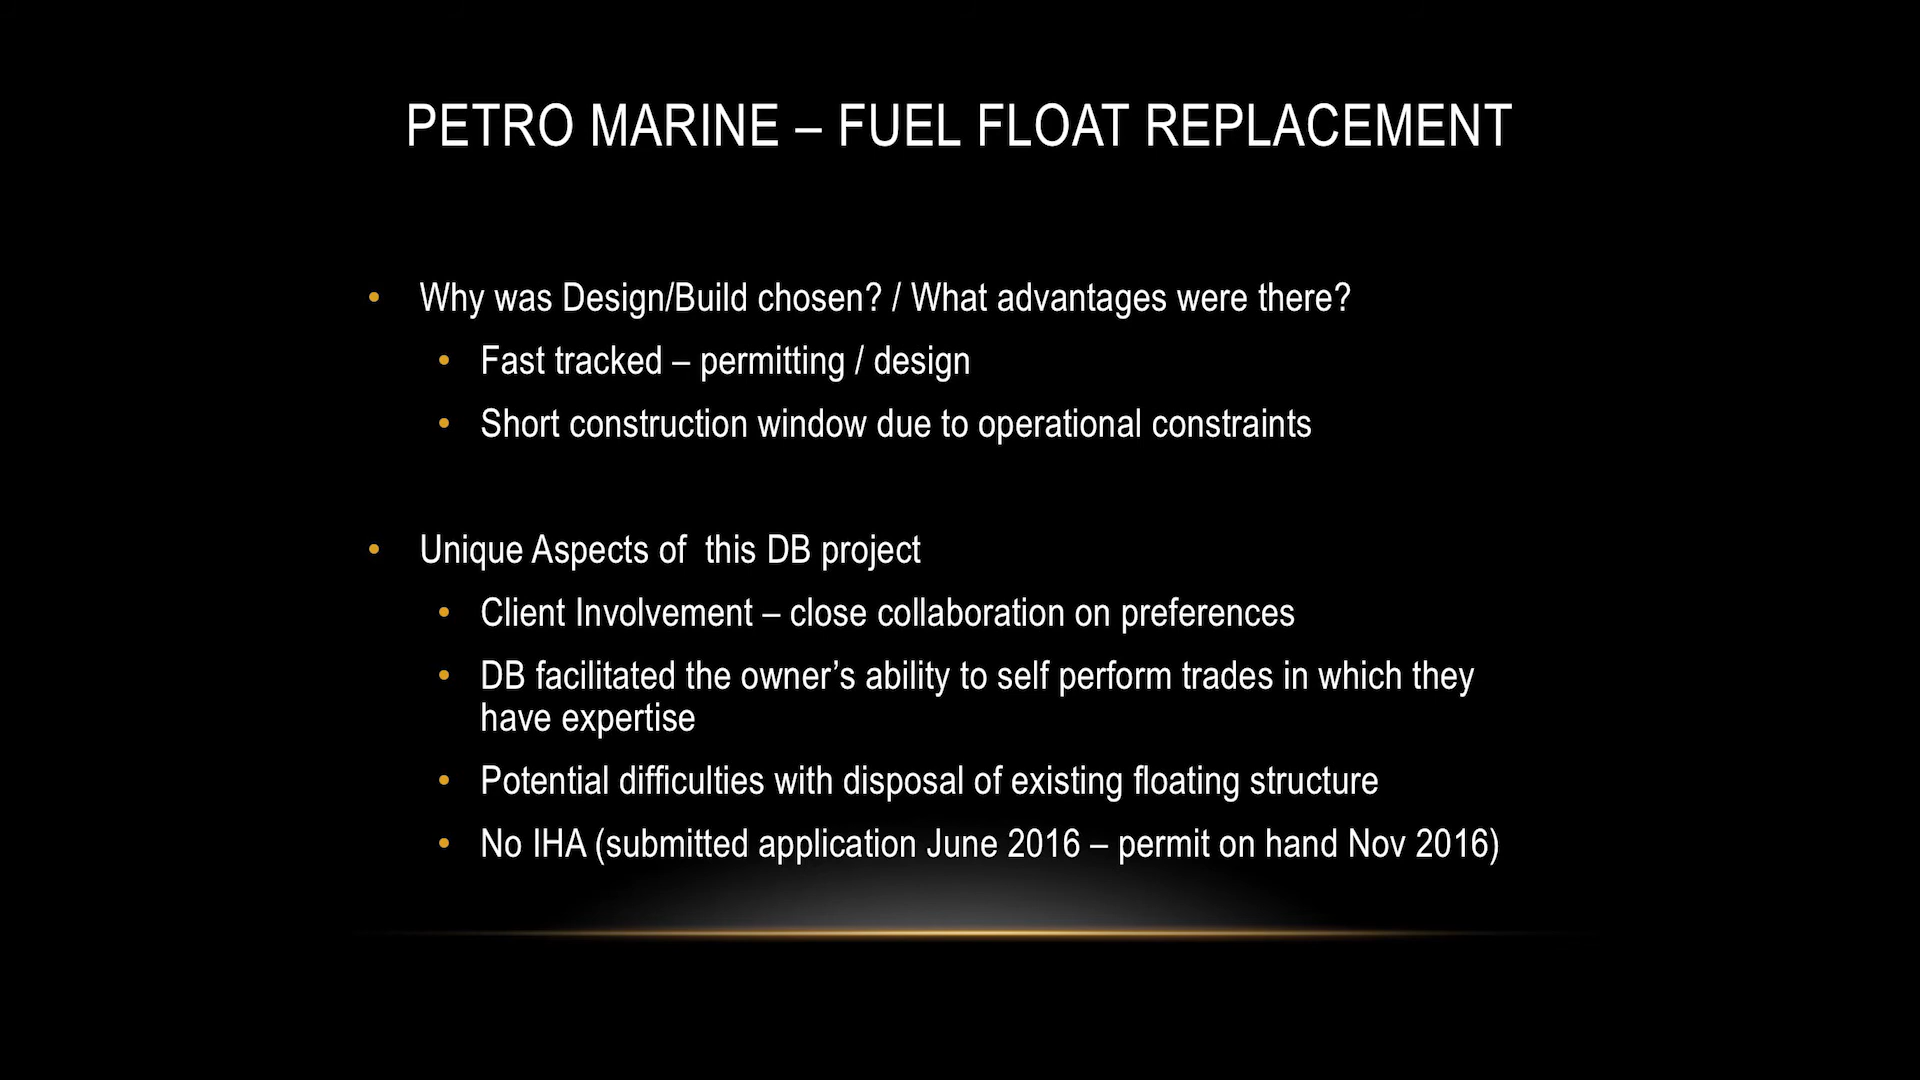 PETRO MARINE – FUEL FLOAT REPLACEMENT
• Why was Design/Build chosen? / What advantages were there?
• Fast tracked – permitting / design
• Short construction window due to operational constraints
• Unique Aspects of  this DB project
• Client Involvement – close collaboration on preferences
• DB facilitated the owner’s ability to self perform trades in which they
have expertise
• Potential difficulties with disposal of existing floating structure
• No IHA (submitted application June 2016 – permit on hand Nov 2016)